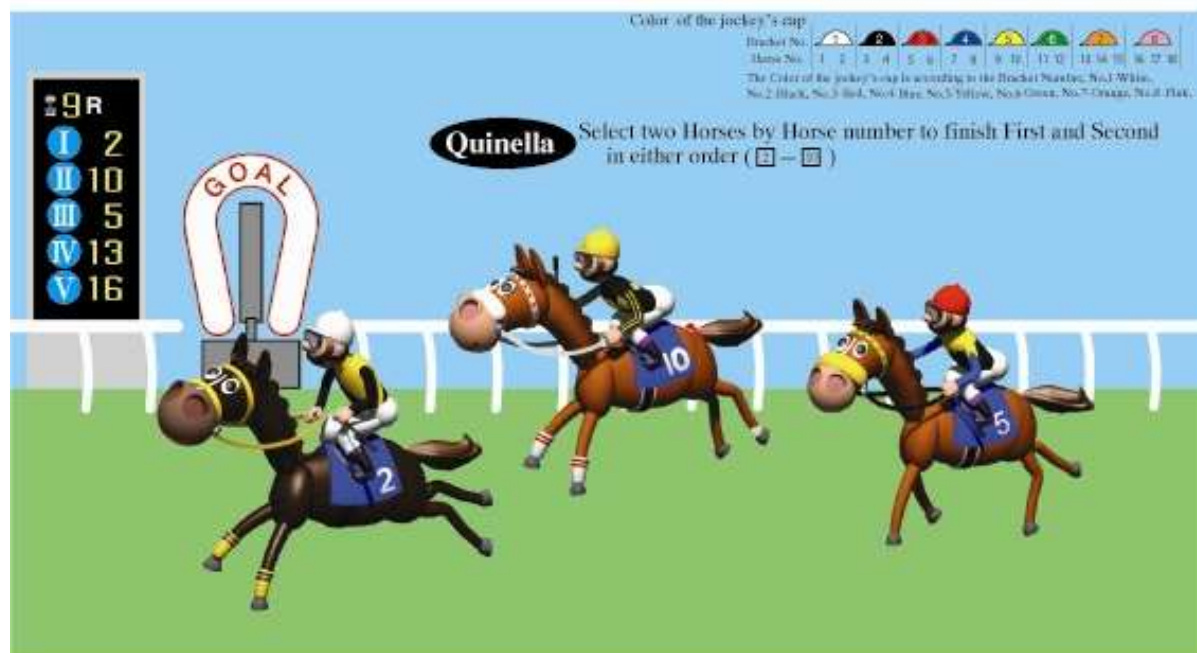 Color of the jockey's cap
Bracket No. 1 2 3 4 5 6 7 8
Horse No. 1 2 3 4 5 6 7 8 9 10 11 12 13 14 15 16 17 18
The Color of the jockey's cap is according to the Bracket Number, No.1-White,
No.2-Black, No.3-Red, No.4-Blue, No.5-Yellow, No.6-Green, No.7-Orange, No.8-Pink.
9R
I 2
II 10
III 5
IV 13
V 16
GOAL
Quinella
Select two Horses by Horse number to finish First and Second
in either order ( 2 – 10 )
10
5
2